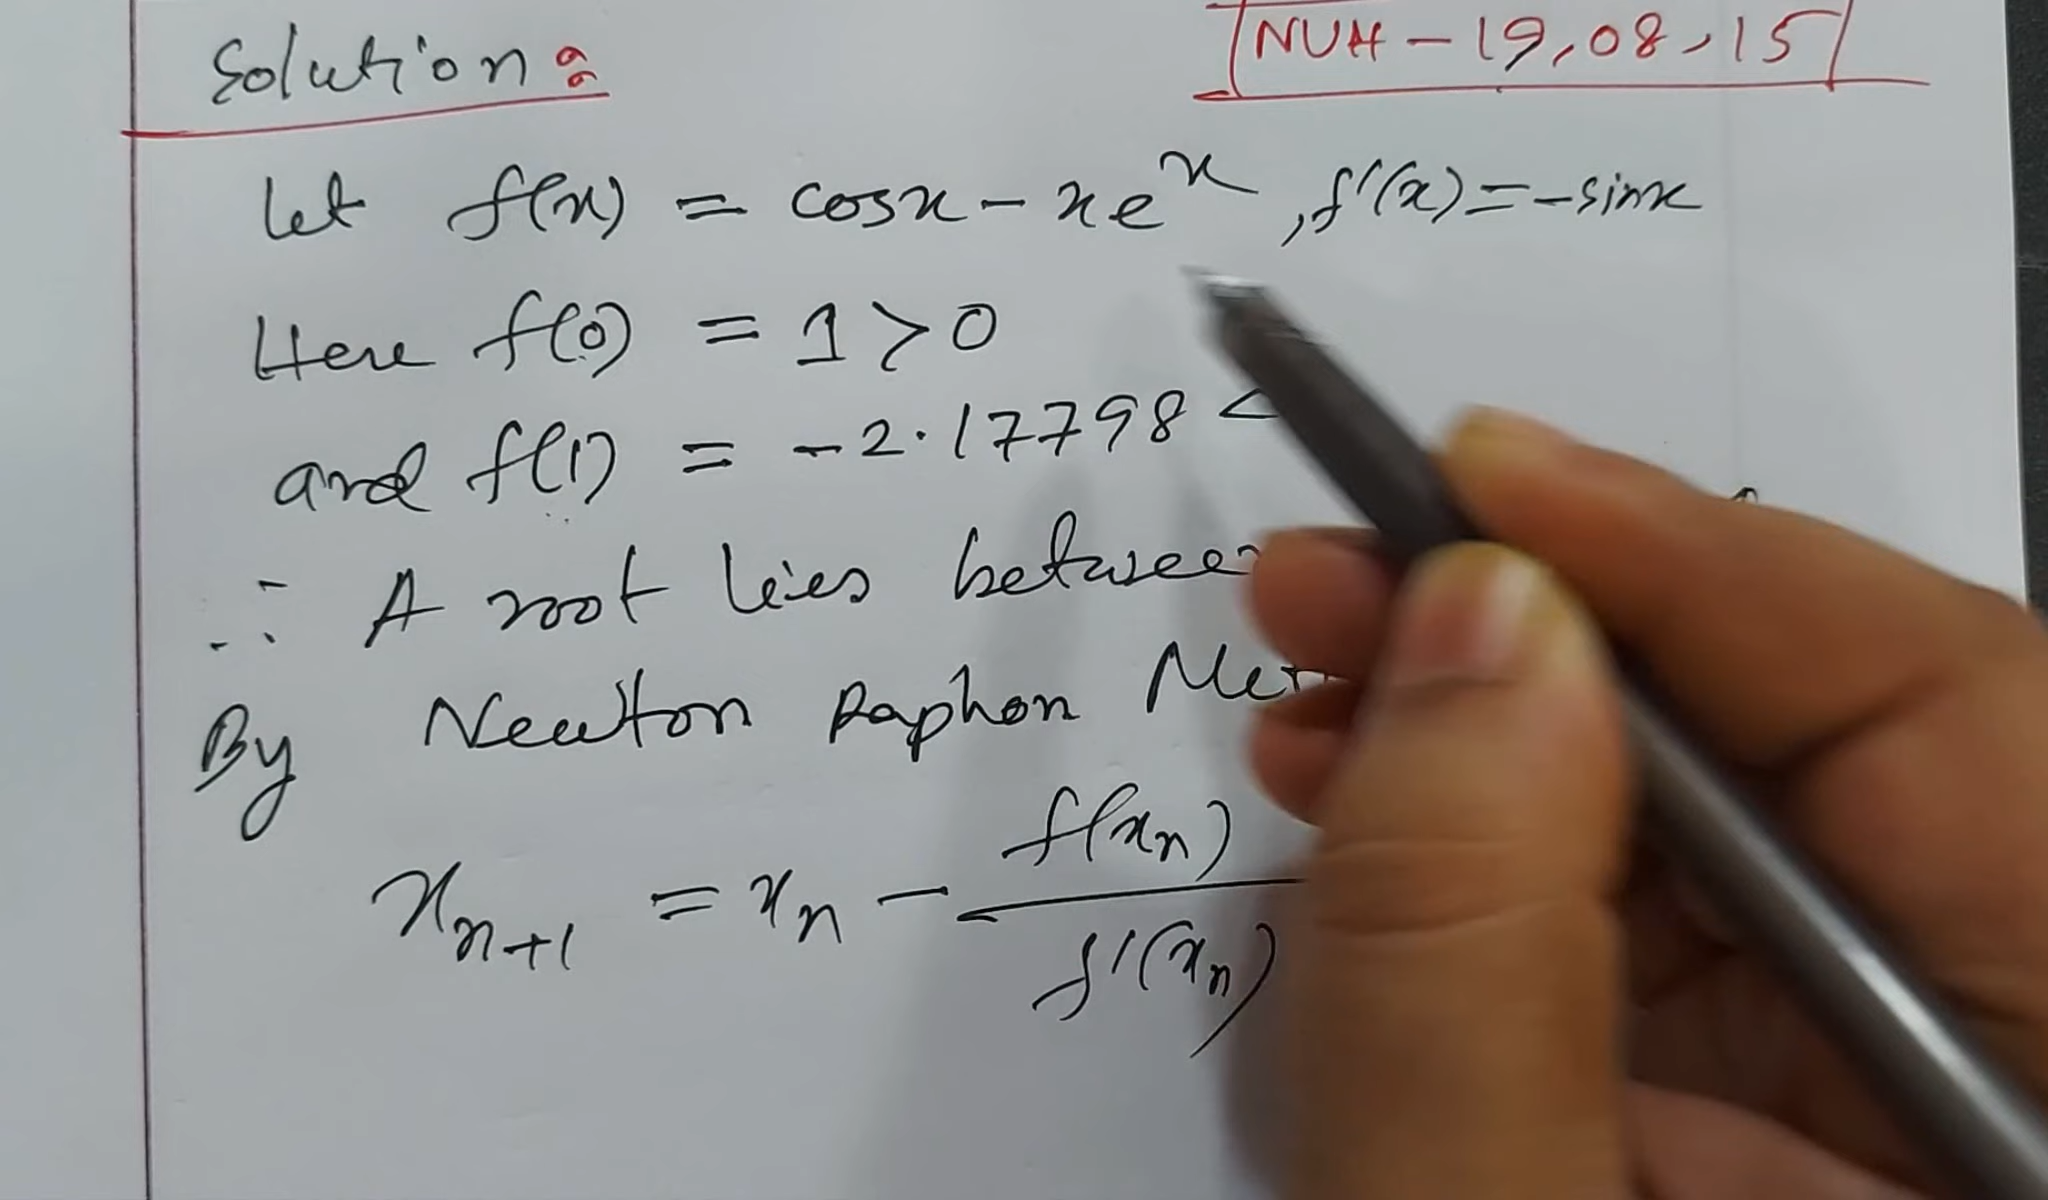 Solution:
NUH-19,08,15
Let f(x) = cosx - xe^x, f'(x) = -sinx
Here f(0) = 1 > 0
and f(1) = -2.17798 <
∴ A root lies between
By Newton Raphon
x_{n+1} = x_n - f(x_n) / f'(x_n)